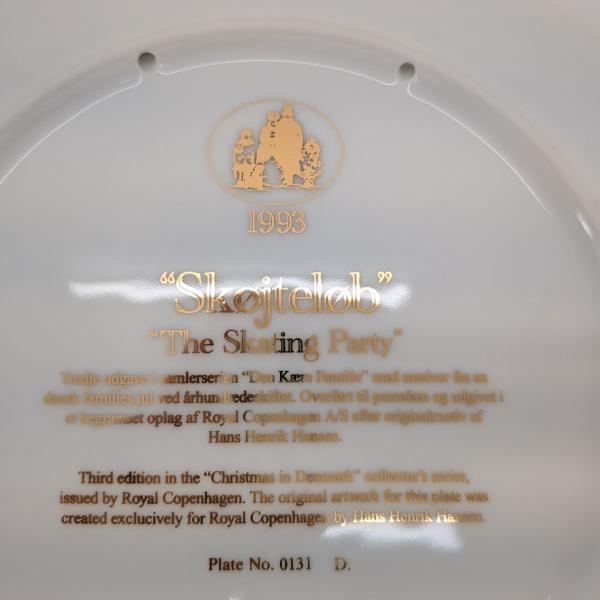 1993
“Skøjteløb”
“The Skating Party”
Tredje udgave i samlerserien “Den Kære Familie” med motiver fra en
dansk families jul ved århundredeskiftet. Overført til porcelæn og udgivet i
et begrænset oplag af Royal Copenhagen A/S efter originalmotiv af
Hans Henrik Hansen.
Third edition in the “Christmas in Denmark” collector's series,
issued by Royal Copenhagen. The original artwork for this plate was
created exclusively for Royal Copenhagen by Hans Henrik Hansen.
Plate No. 0131 D.